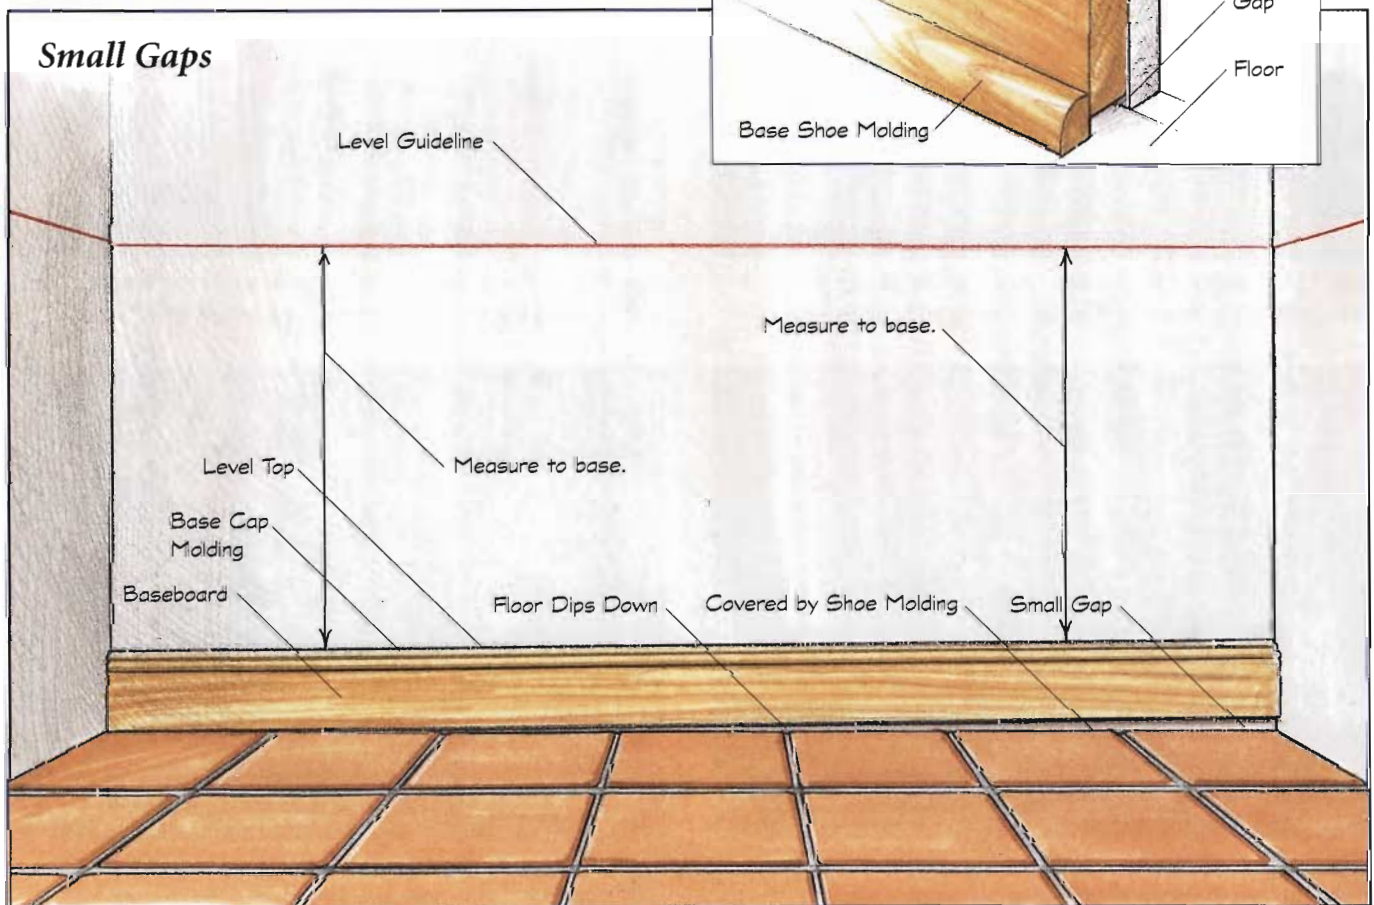 Small Gaps
Gap
Floor
Base Shoe Molding
Level Guideline
Measure to base.
Level Top
Measure to base.
Base Cap
Molding
Baseboard
Floor Dips Down
Covered by Shoe Molding
Small Gap